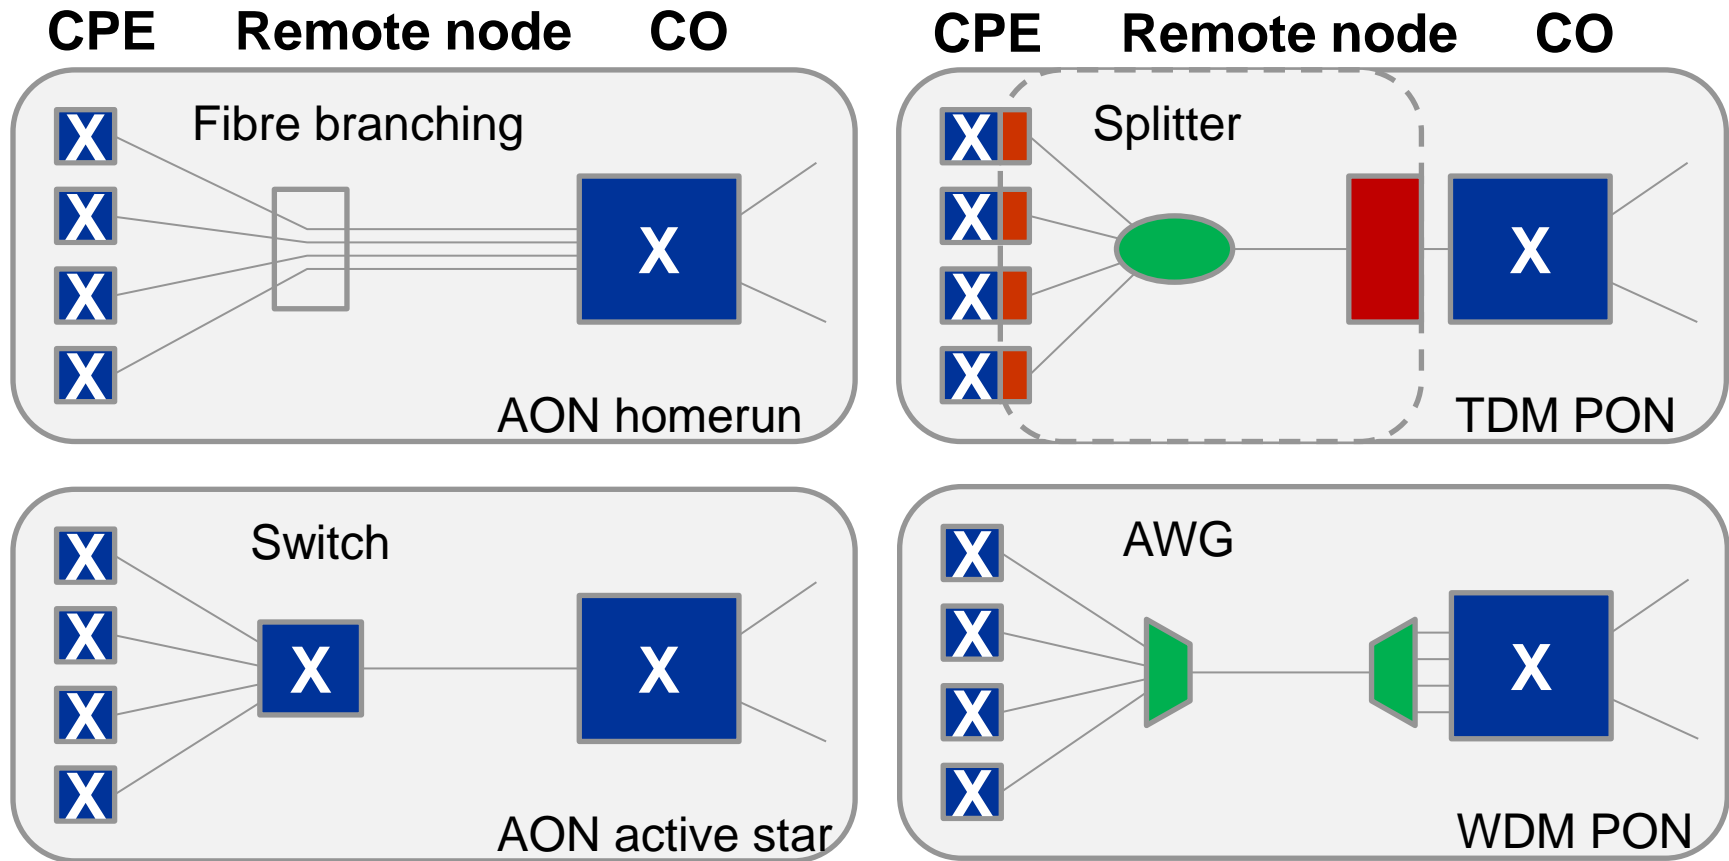 CPE Remote node CO
Fibre branching
X
X
X
X
X
AON homerun
CPE Remote node CO
Splitter
X
X
X
X
X
TDM PON
Switch
X
X
X
X
X
X
AON active star
AWG
X
X
X
X
X
WDM PON